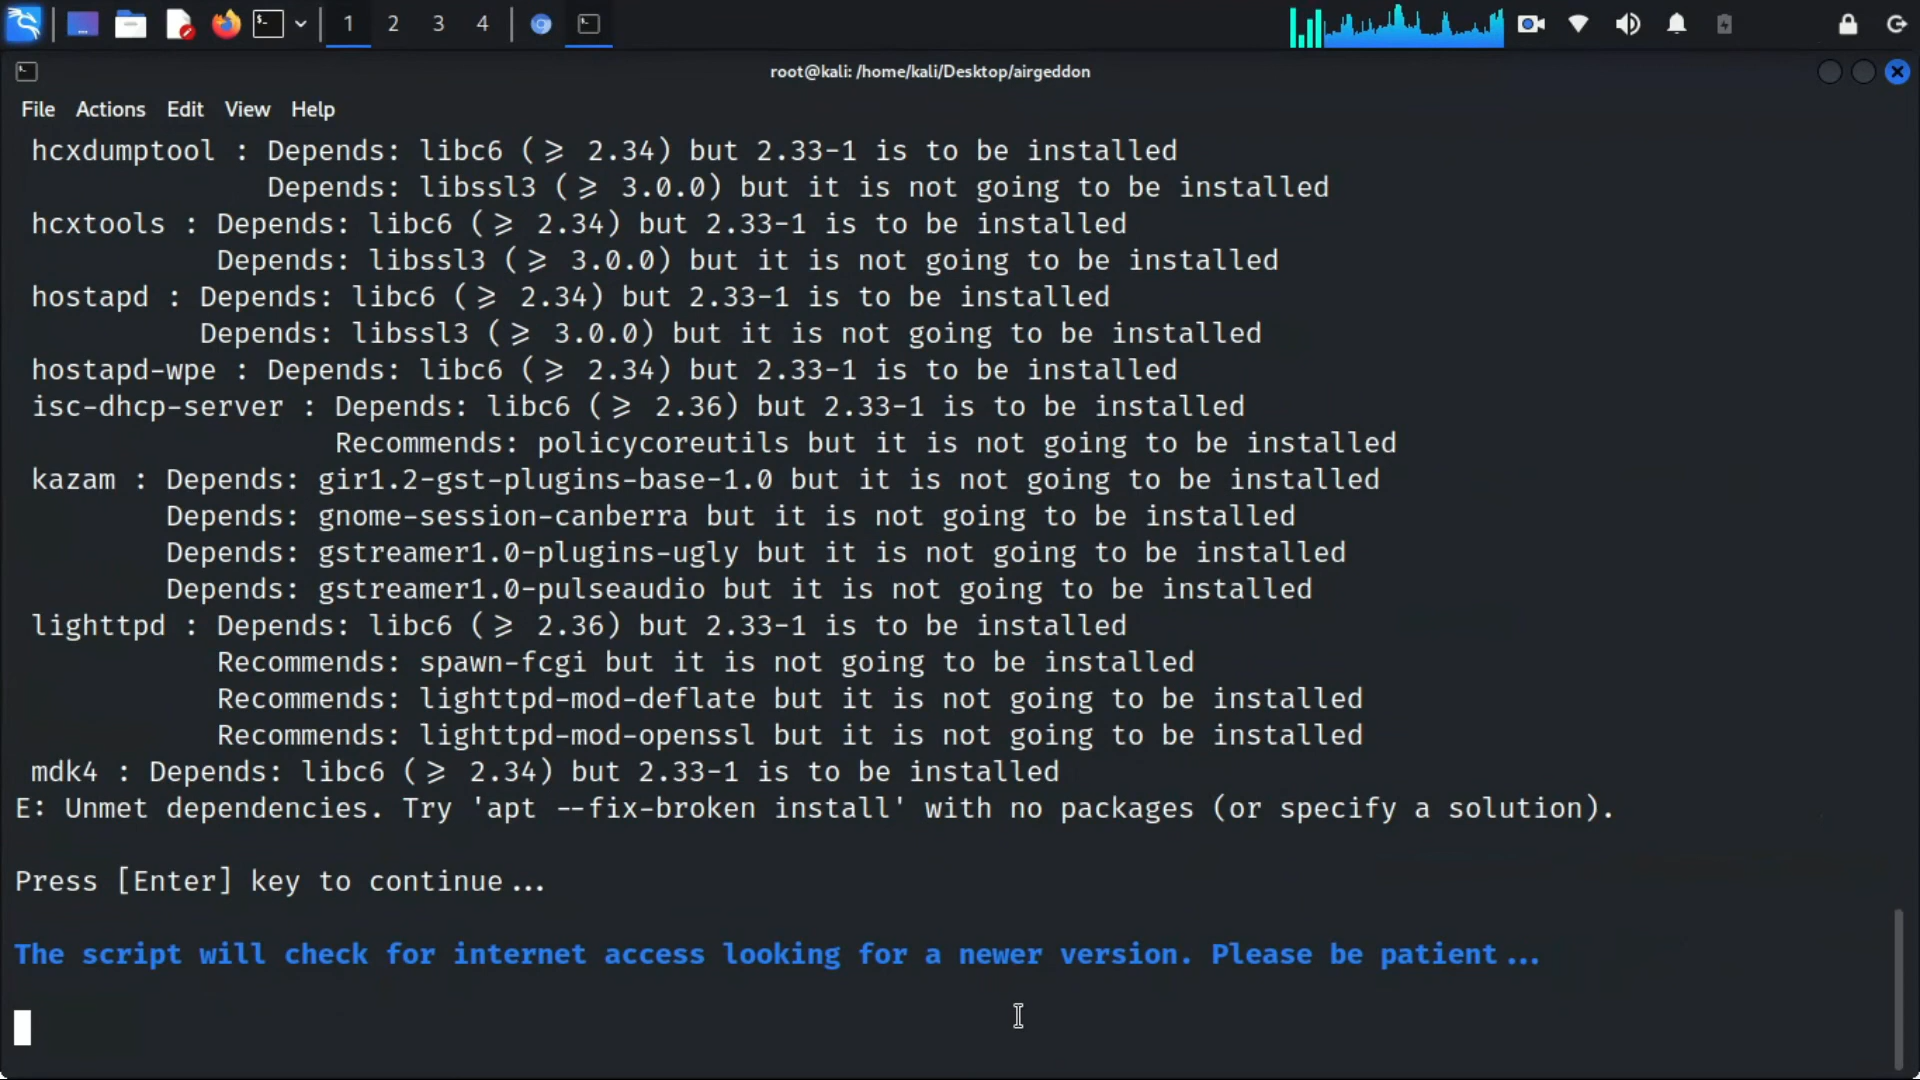 1 2 3 4
root@kali: /home/kali/Desktop/airgeddon
File Actions Edit View Help
hcxdumptool : Depends: libc6 (>= 2.34) but 2.33-1 is to be installed
Depends: libssl3 (>= 3.0.0) but it is not going to be installed
hcxtools : Depends: libc6 (>= 2.34) but 2.33-1 is to be installed
Depends: libssl3 (>= 3.0.0) but it is not going to be installed
hostapd : Depends: libc6 (>= 2.34) but 2.33-1 is to be installed
Depends: libssl3 (>= 3.0.0) but it is not going to be installed
hostapd-wpe : Depends: libc6 (>= 2.34) but 2.33-1 is to be installed
isc-dhcp-server : Depends: libc6 (>= 2.36) but 2.33-1 is to be installed
Recommends: policycoreutils but it is not going to be installed
kazam : Depends: gir1.2-gst-plugins-base-1.0 but it is not going to be installed
Depends: gnome-session-canberra but it is not going to be installed
Depends: gstreamer1.0-plugins-ugly but it is not going to be installed
Depends: gstreamer1.0-pulseaudio but it is not going to be installed
lighttpd : Depends: libc6 (>= 2.36) but 2.33-1 is to be installed
Recommends: spawn-fcgi but it is not going to be installed
Recommends: lighttpd-mod-deflate but it is not going to be installed
Recommends: lighttpd-mod-openssl but it is not going to be installed
mdk4 : Depends: libc6 (>= 2.34) but 2.33-1 is to be installed
E: Unmet dependencies. Try 'apt --fix-broken install' with no packages (or specify a solution).
Press [Enter] key to continue...
The script will check for internet access looking for a newer version. Please be patient...